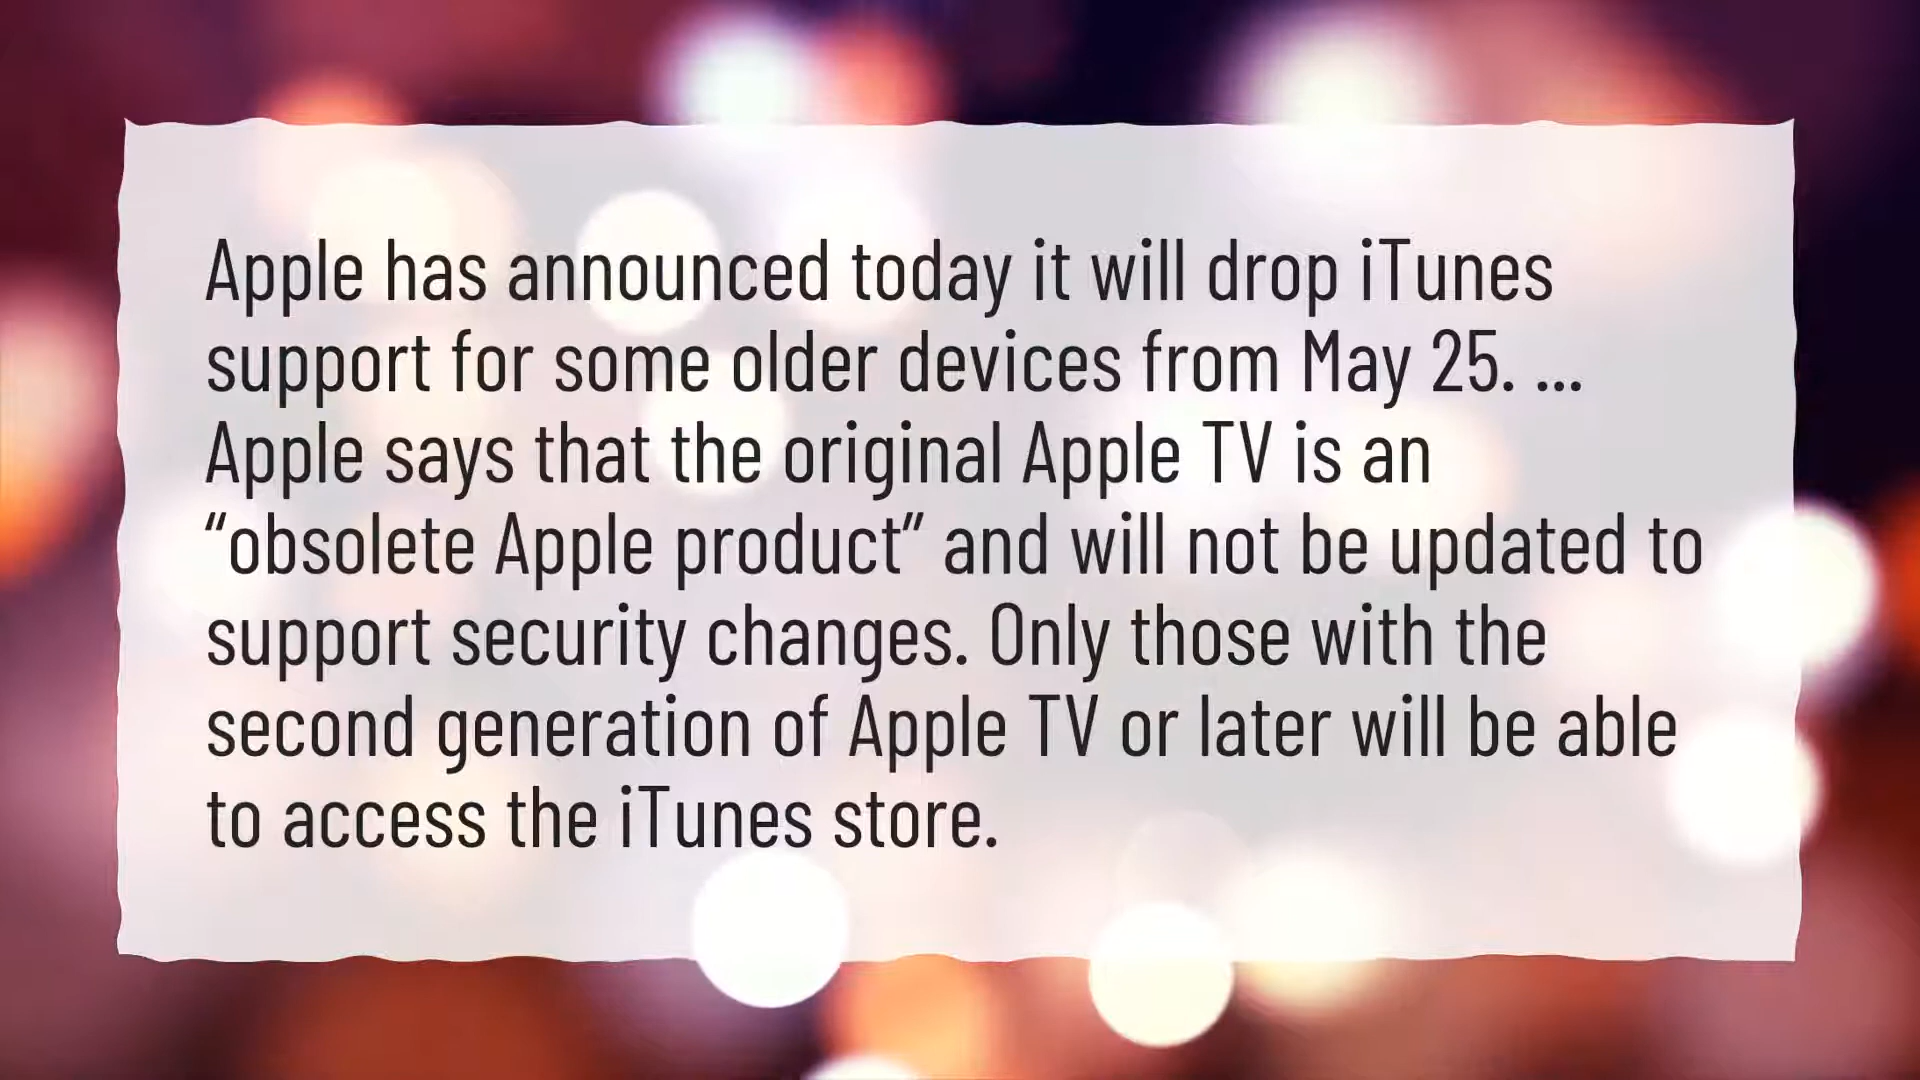 Apple has announced today it will drop iTunes
support for some older devices from May 25. ...
Apple says that the original Apple TV is an
“obsolete Apple product” and will not be updated to
support security changes. Only those with the
second generation of Apple TV or later will be able
to access the iTunes store.